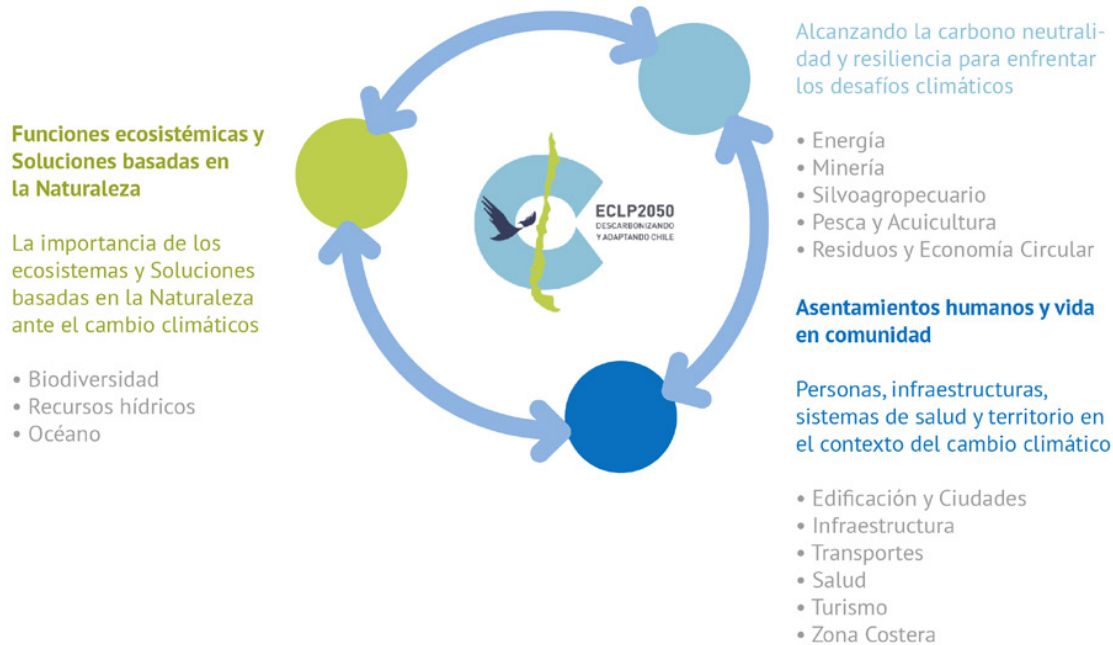 Funciones ecosistémicas y
Soluciones basadas en
la Naturaleza
La importancia de los
ecosistemas y Soluciones
basadas en la Naturaleza
ante el cambio climáticos
• Biodiversidad
• Recursos hídricos
• Océano
ECLP2050
DESCARBONIZANDO
Y ADAPTANDO CHILE
Alcanzando la carbono neutrali-
dad y resiliencia para enfrentar
los desafíos climáticos
• Energía
• Minería
• Silvoagropecuario
• Pesca y Acuicultura
• Residuos y Economía Circular
Asentamientos humanos y vida
en comunidad
Personas, infraestructuras,
sistemas de salud y territorio en
el contexto del cambio climático
• Edificación y Ciudades
• Infraestructura
• Transportes
• Salud
• Turismo
• Zona Costera